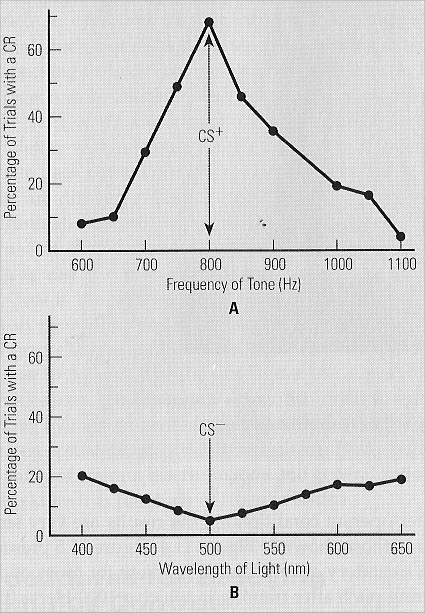 Percentage of Trials with a CR
60
40
20
0
CS+
600 700 800 900 1000 1100
Frequency of Tone (Hz)
A
Percentage of Trials with a CR
60
40
20
0
CS−
400 450 500 550 600 650
Wavelength of Light (nm)
B